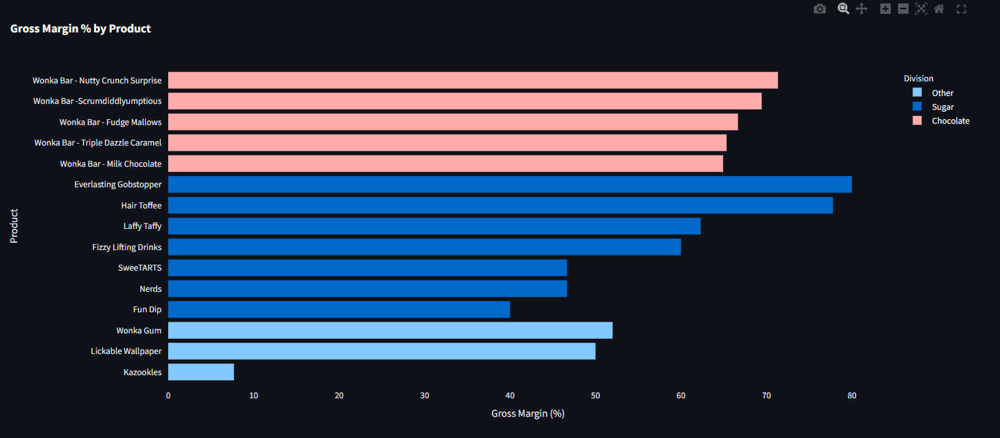 Gross Margin % by Product
Wonka Bar - Nutty Crunch Surprise
Wonka Bar -Scrumdiddlyumptious
Wonka Bar - Fudge Mallows
Wonka Bar - Triple Dazzle Caramel
Wonka Bar - Milk Chocolate
Everlasting Gobstopper
Hair Toffee
Laffy Taffy
Fizzy Lifting Drinks
SweeTARTS
Nerds
Fun Dip
Wonka Gum
Lickable Wallpaper
Kazookles
Product
0 10 20 30 40 50 60 70 80
Gross Margin (%)
Division
Other
Sugar
Chocolate